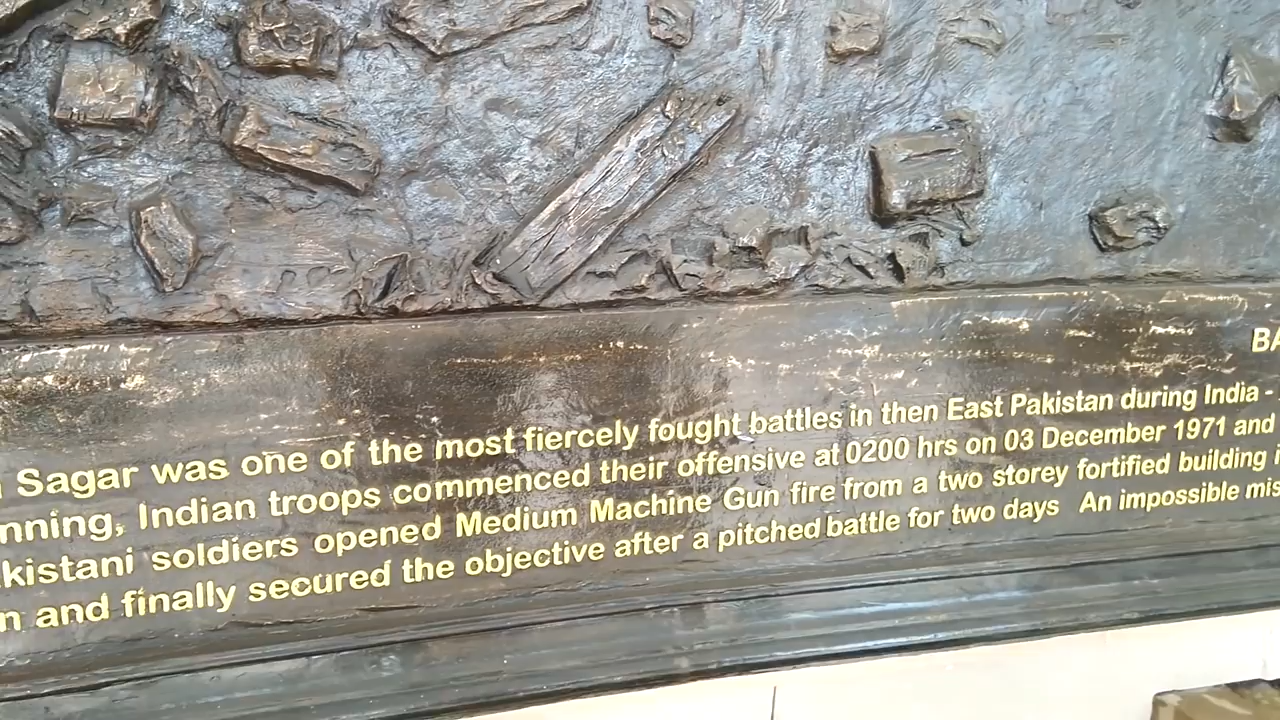 BA
Sagar was one of the most fiercely fought battles in then East Pakistan during India -
nning, Indian troops commenced their offensive at 0200 hrs on 03 December 1971 and
kistani soldiers opened Medium Machine Gun fire from a two storey fortified building
n and finally secured the objective after a pitched battle for two days An impossible mis